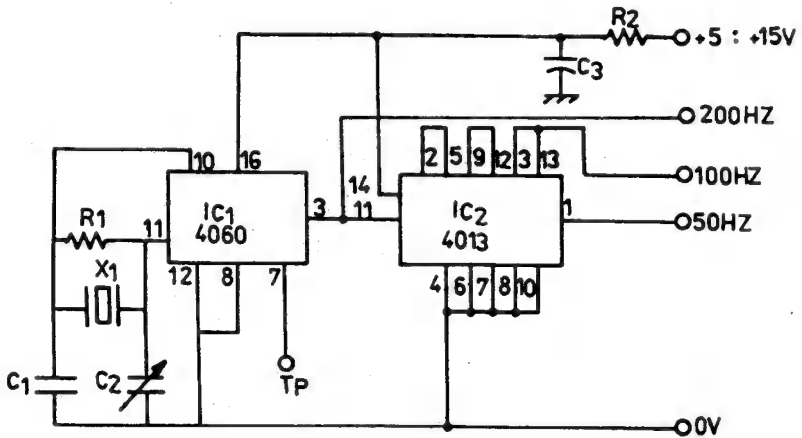 R2
+5 : +15V
C3
200HZ
10 16
2 5 9 12 3 13
100HZ
14
R1
11
IC1
4060
3
11
IC2
4013
1
50HZ
X1
12 8 7
4 6 7 8 10
C1
C2
TP
0V